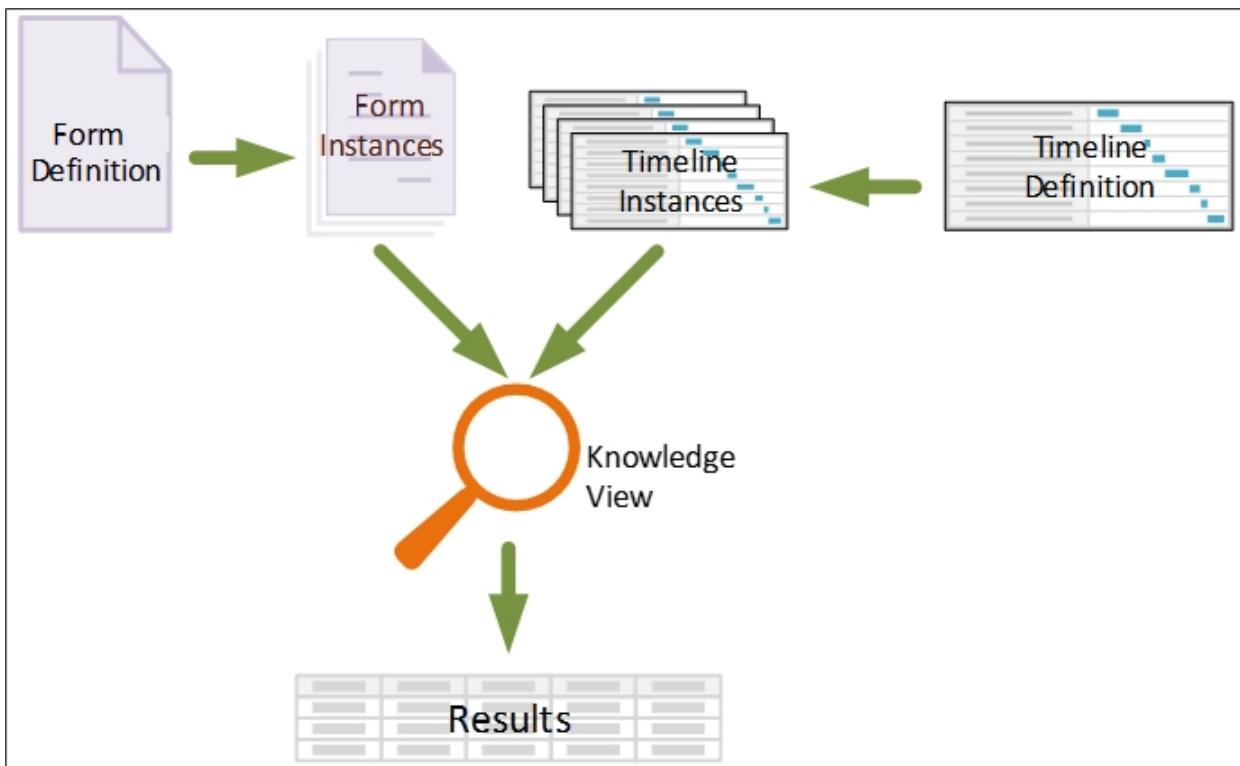 Form
Definition
Form
Instances
Timeline
Instances
Timeline
Definition
Knowledge
View
Results